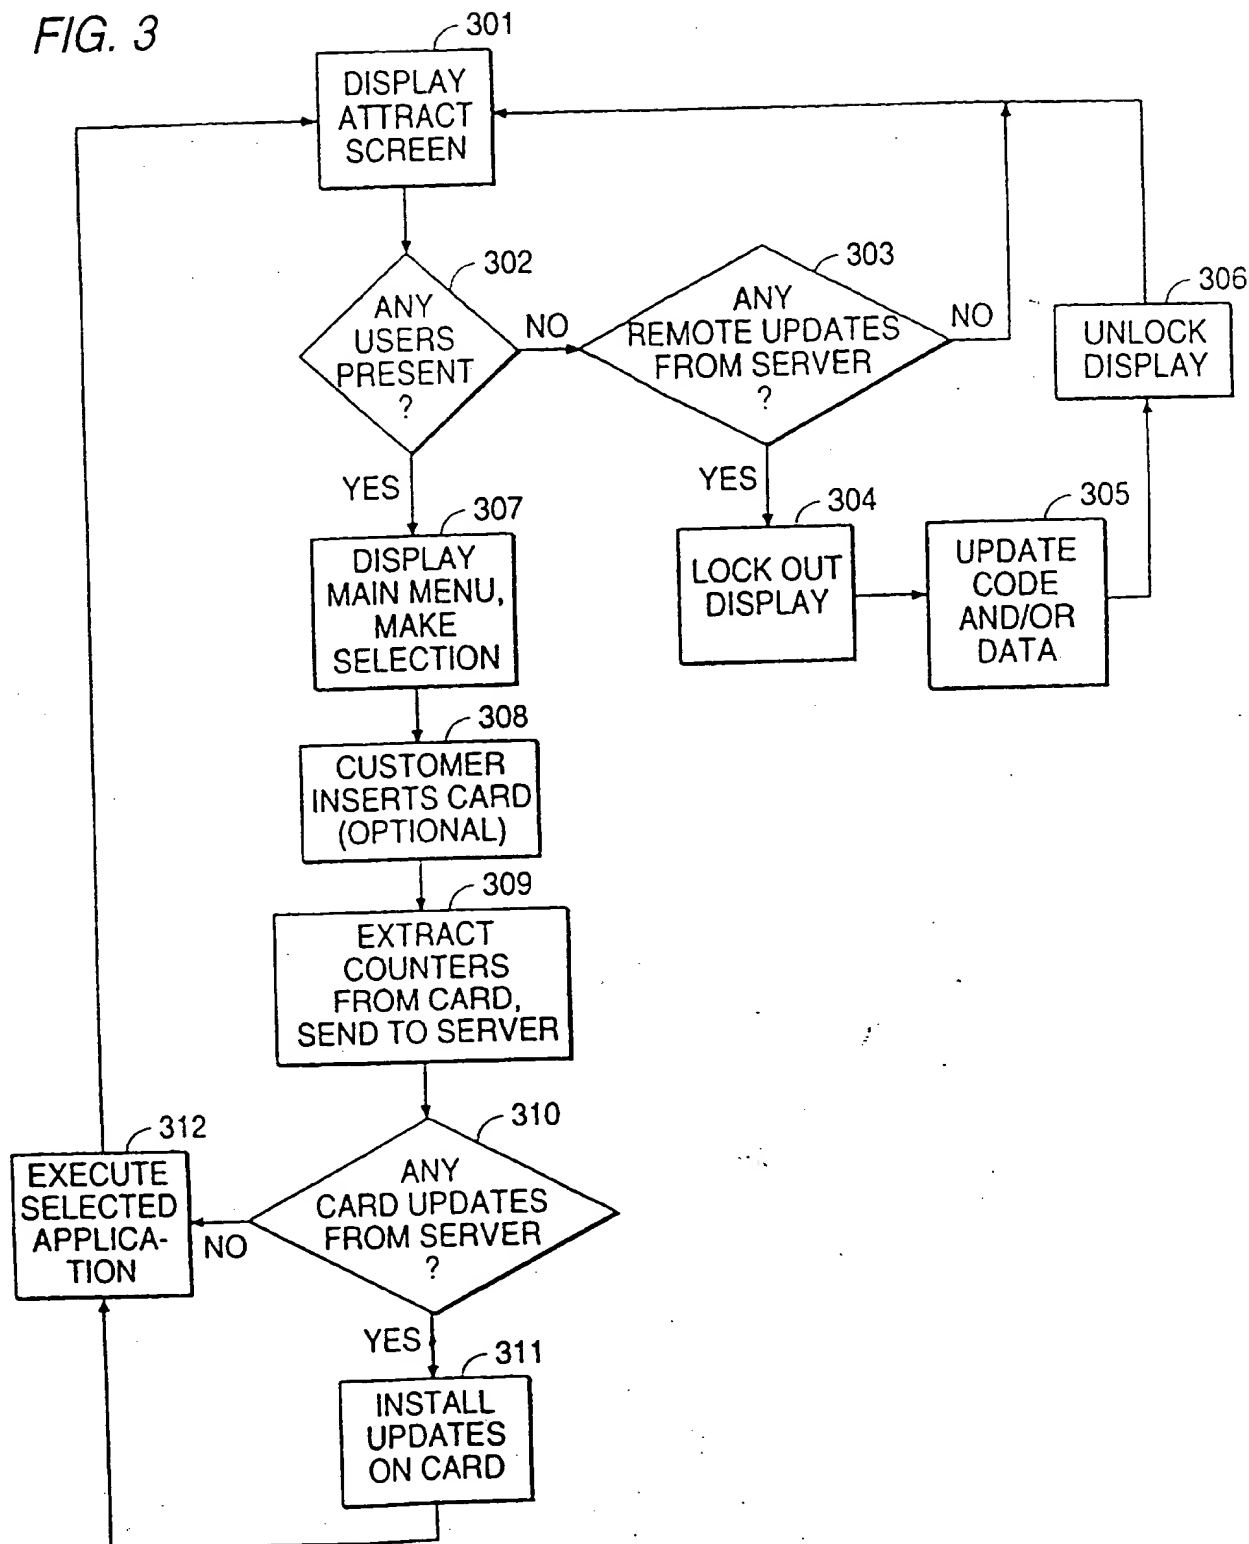 FIG. 3
301
DISPLAY
ATTRACT
SCREEN
302
ANY
USERS
PRESENT
?
NO
303
ANY
REMOTE UPDATES
FROM SERVER
?
NO
306
UNLOCK
DISPLAY
YES
307
DISPLAY
MAIN MENU,
MAKE
SELECTION
YES
304
LOCK OUT
DISPLAY
305
UPDATE
CODE
AND/OR
DATA
308
CUSTOMER
INSERTS CARD
(OPTIONAL)
309
EXTRACT
COUNTERS
FROM CARD,
SEND TO SERVER
310
ANY
CARD UPDATES
FROM SERVER
?
NO
312
EXECUTE
SELECTED
APPLICA-
TION
YES
311
INSTALL
UPDATES
ON CARD